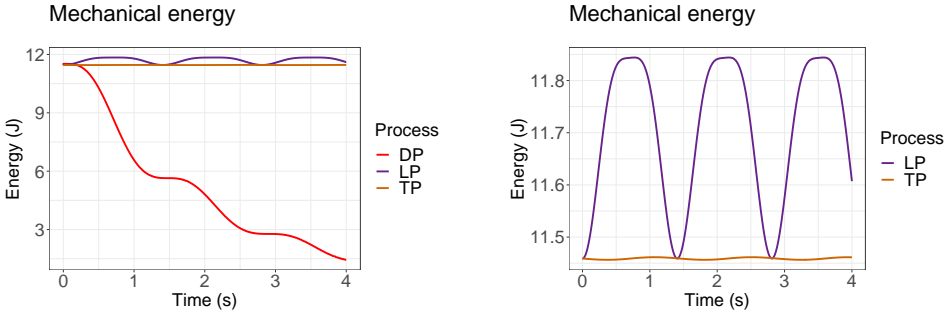 Mechanical energy
12
9
6
3
Energy (J)
0
1
2
3
4
Time (s)
Process
DP
LP
TP
Mechanical energy
11.8
11.7
11.6
11.5
Energy (J)
0
1
2
3
4
Time (s)
Process
LP
TP